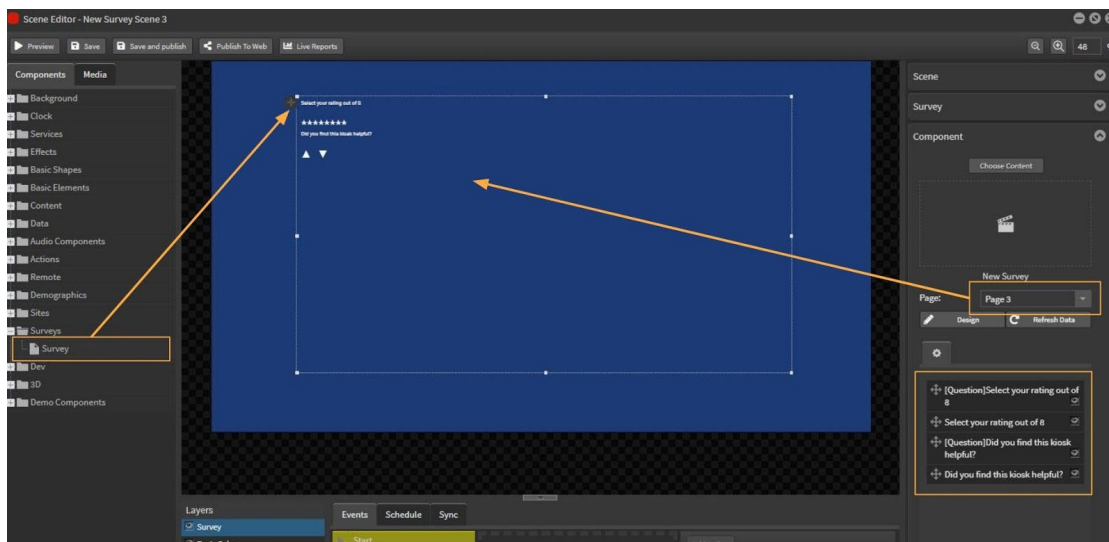 Scene Editor - New Survey Scene 3
Preview
Save
Save and publish
Publish To Web
Live Reports
48
Components
Media
Background
Clock
Services
Effects
Basic Shapes
Basic Elements
Content
Data
Audio Components
Actions
Remote
Demographics
Sites
Surveys
Survey
Dev
3D
Demo Components
Select your rating out of 8
Did you find this kiosk helpful?
Scene
Survey
Component
Choose Content
New Survey
Page:
Page 3
Design
Refresh Data
[Question]Select your rating out of
8
Select your rating out of 8
[Question]Did you find this kiosk
helpful?
Did you find this kiosk helpful?
Layers
Survey
Events
Schedule
Sync
Start